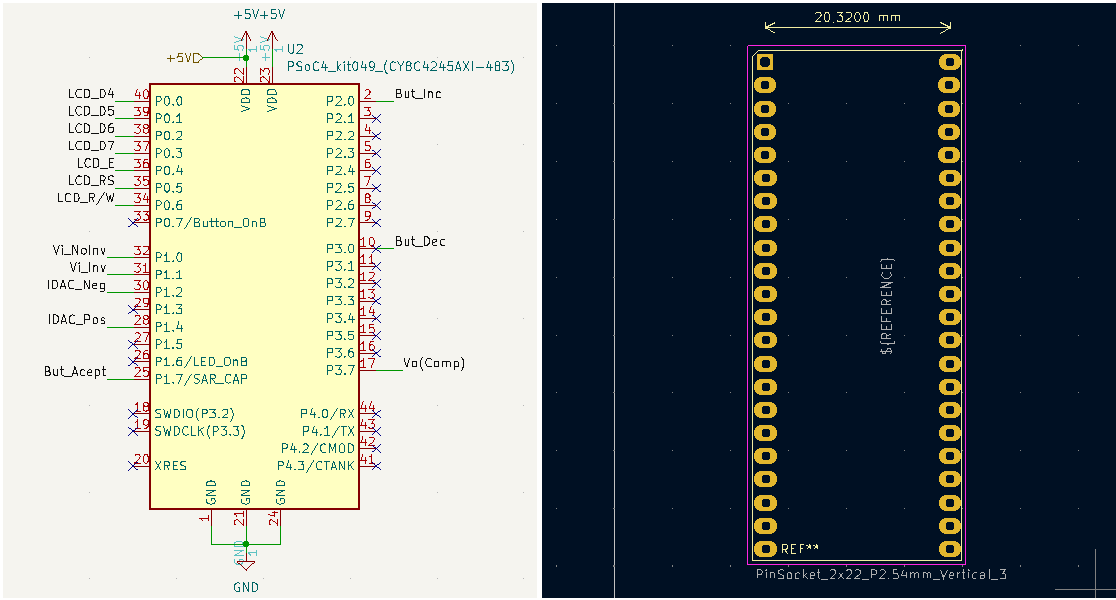 +5V+5V
+5V
+5V
1
+5V
1
U2
PSoC4_kit049_(CYBC4245AXI-483)
22
23
VDD
VDD
LCD_D4
40
P0.0
LCD_D5
39
P0.1
LCD_D6
38
P0.2
LCD_D7
37
P0.3
LCD_E
36
P0.4
LCD_RS
35
P0.5
LCD_R/W
34
P0.6
33
P0.7/Button_OnB
Vi_NoInv
32
P1.0
Vi_Inv
31
P1.1
IDAC_Neg
30
P1.2
29
P1.3
IDAC_Pos
28
P1.4
27
P1.5
26
P1.6/LED_OnB
But_Acept
25
P1.7/SAR_CAP
18
SWDIO(P3.2)
19
SWDCLK(P3.3)
20
XRES
P2.0
2
But_Inc
P2.1
3
P2.2
4
P2.3
5
P2.4
6
P2.5
7
P2.6
8
P2.7
9
P3.0
10
But_Dec
P3.1
11
P3.2
12
P3.3
13
P3.4
14
P3.5
15
P3.6
16
P3.7
17
Vo(Comp)
P4.0/RX
44
P4.1/TX
43
P4.2/CMOD
42
P4.3/CTANK
41
GND
GND
GND
1
21
24
GND
1
GND
20.3200 mm
${REFERENCE}
REF**
PinSocket_2x22_P2.54mm_Vertical_3